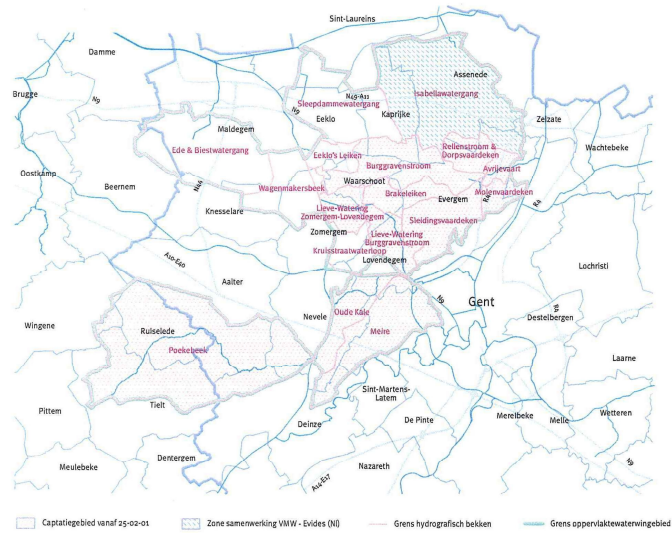 Sint-Laureins
Damme
Assenede
Brugge
N9
N49-A11
Isabellawatergang
Sleepdammewatergang
N9
Eeklo
Kaprijke
Zelzate
Maldegem
Wachtebeke
Ede & Biestwatergang
Eeklo's Leiken
Relienstroom &
Dorpsvaardeken
Burggravenstroom
Avrijevaart
Oostkamp
Beernem
N44
Wagenmakersbeek
Waarschoot
Brakeleiken
Molenvaardeken
Evergem
R4
R4
Knesselare
Lieve-Watering
Zomergem-Lovendegem
Sleidingsvaardeken
Zomergem
Lieve-Watering
Burggravenstroom
Kruisstraatwaterloop
Lovendegem
A10-E40
Aalter
Lochristi
N9
Gent
Nevele
Oude Kale
R4
Destelbergen
Wingene
Ruiselede
Meire
Poekebeek
Laarne
Sint-Martens-
Latem
Pittem
Tielt
Deinze
De Pinte
Merelbeke
Melle
Wetteren
Dentergem
Meulebeke
Nazareth
A14-E17
N9
Captatiegebied vanaf 25-02-01
Zone samenwerking VMW - Evides (Nl)
Grens hydrografisch bekken
Grens oppervlaktewaterwingebied